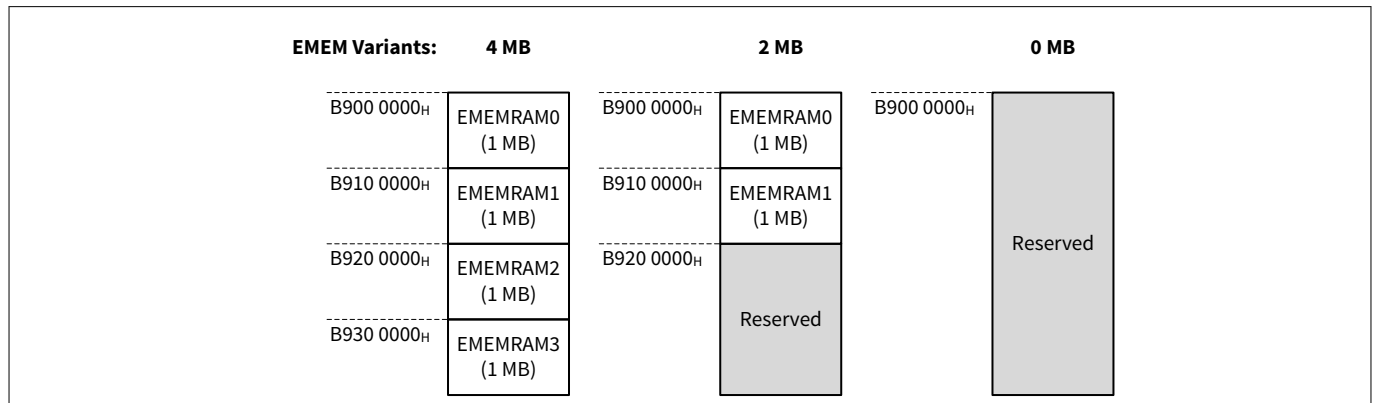 EMEM Variants: 4 MB 2 MB 0 MB
B900 0000H EMEMRAM0 (1 MB) B900 0000H EMEMRAM0 (1 MB) B900 0000H
B910 0000H EMEMRAM1 (1 MB) B910 0000H EMEMRAM1 (1 MB)
Reserved
B920 0000H EMEMRAM2 (1 MB) B920 0000H
Reserved
B930 0000H EMEMRAM3 (1 MB)